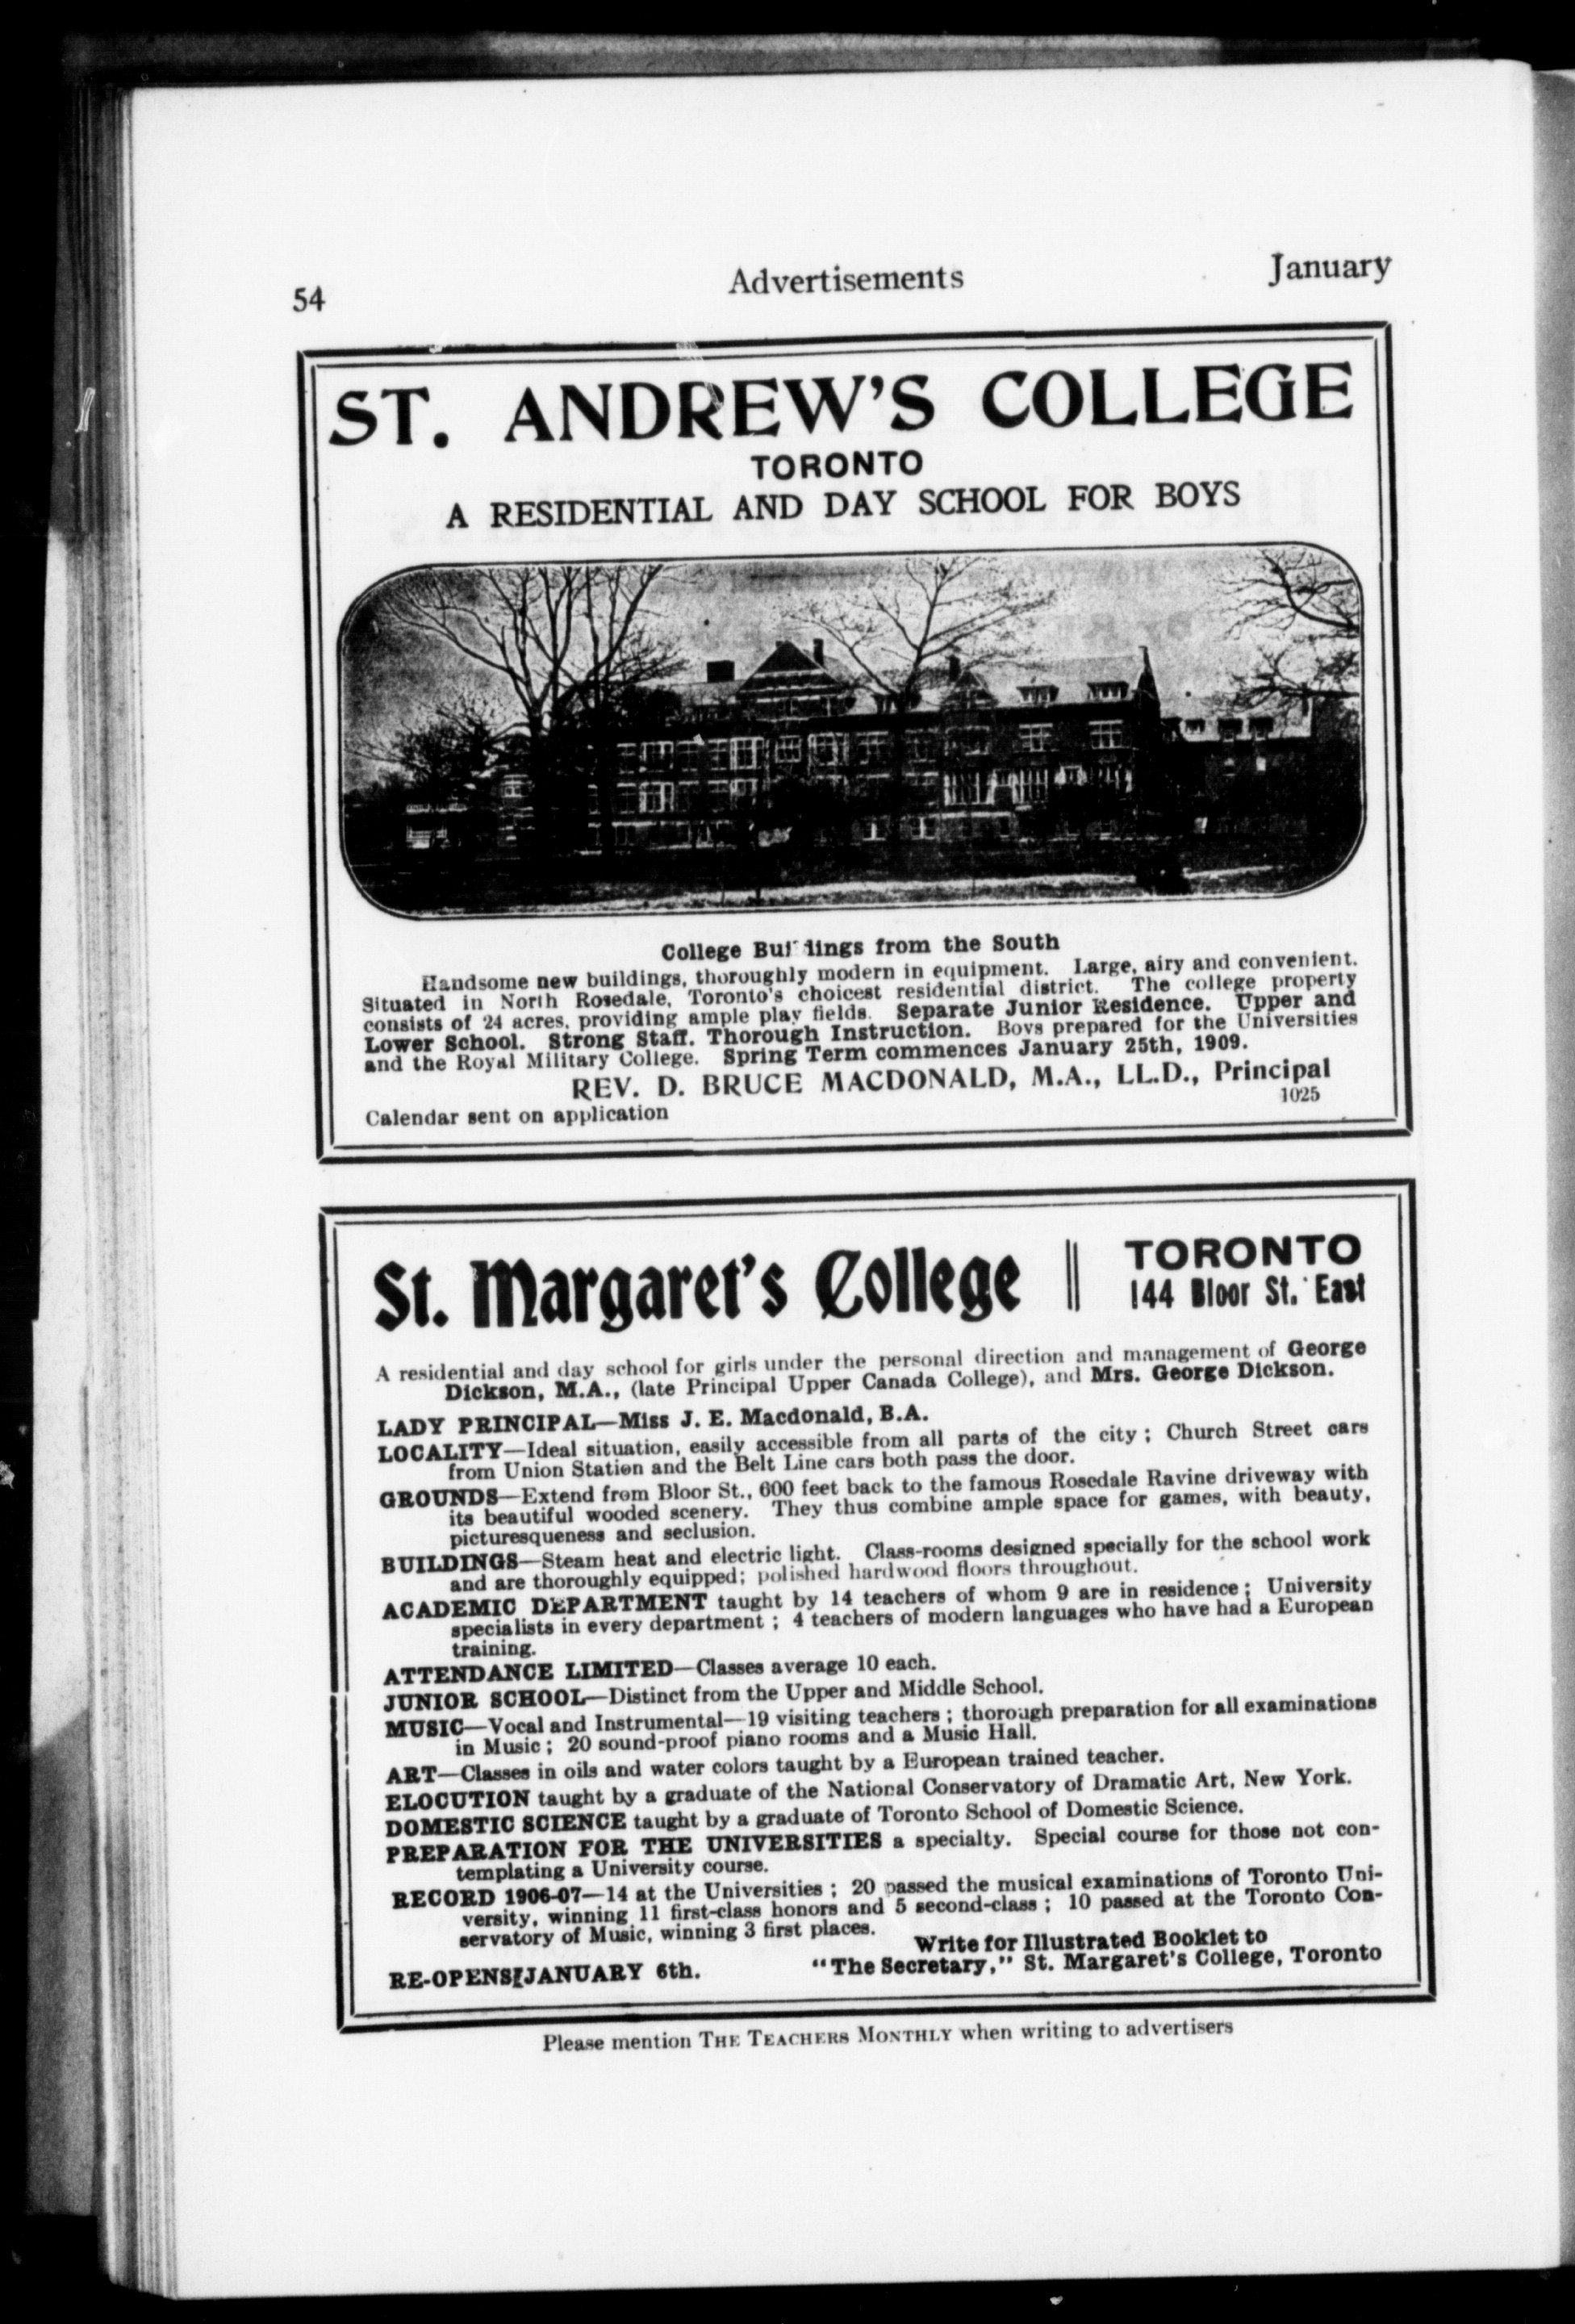 54
Advertisements
January
ST. ANDREW'S COLLEGE
TORONTO
A RESIDENTIAL AND DAY SCHOOL FOR BOYS
College Buildings from the South
Handsome new buildings, thoroughly modern in equipment. Large, airy and convenient.
Situated in North Rosedale, Toronto's choicest residential district. The college property
consists of 24 acres, providing ample play fields. Separate Junior Residence. Upper and
Lower School. Strong Staff. Thorough Instruction. Boys prepared for the Universities
and the Royal Military College. Spring Term commences January 25th, 1909.
REV. D. BRUCE MACDONALD, M.A., LL.D., Principal
1025
Calendar sent on application
St. Margaret's College
TORONTO
144 Bloor St. East
A residential and day school for girls under the personal direction and management of George
Dickson, M.A., (late Principal Upper Canada College), and Mrs. George Dickson.
LADY PRINCIPAL—Miss J. E. Macdonald, B.A.
LOCALITY—Ideal situation, easily accessible from all parts of the city; Church Street cars
from Union Station and the Belt Line cars both pass the door.
GROUNDS—Extend from Bloor St., 600 feet back to the famous Rosedale Ravine driveway with
its beautiful wooded scenery. They thus combine ample space for games, with beauty,
picturesqueness and seclusion.
BUILDINGS—Steam heat and electric light. Class-rooms designed specially for the school work
and are thoroughly equipped; polished hardwood floors throughout.
ACADEMIC DEPARTMENT taught by 14 teachers of whom 9 are in residence; University
specialists in every department; 4 teachers of modern languages who have had a European
training.
ATTENDANCE LIMITED—Classes average 10 each.
JUNIOR SCHOOL—Distinct from the Upper and Middle School.
MUSIC—Vocal and Instrumental—19 visiting teachers; thorough preparation for all examinations
in Music; 20 sound-proof piano rooms and a Music Hall.
ART—Classes in oils and water colors taught by a European trained teacher.
ELOCUTION taught by a graduate of the National Conservatory of Dramatic Art, New York.
DOMESTIC SCIENCE taught by a graduate of Toronto School of Domestic Science.
PREPARATION FOR THE UNIVERSITIES a specialty. Special course for those not con-
templating a University course.
RECORD 1906-07—14 at the Universities; 20 passed the musical examinations of Toronto Uni-
versity, winning 11 first-class honors and 5 second-class; 10 passed at the Toronto Con-
servatory of Music, winning 3 first places.
Write for Illustrated Booklet to
RE-OPENS JANUARY 6th.
"The Secretary," St. Margaret's College, Toronto
Please mention THE TEACHERS MONTHLY when writing to advertisers